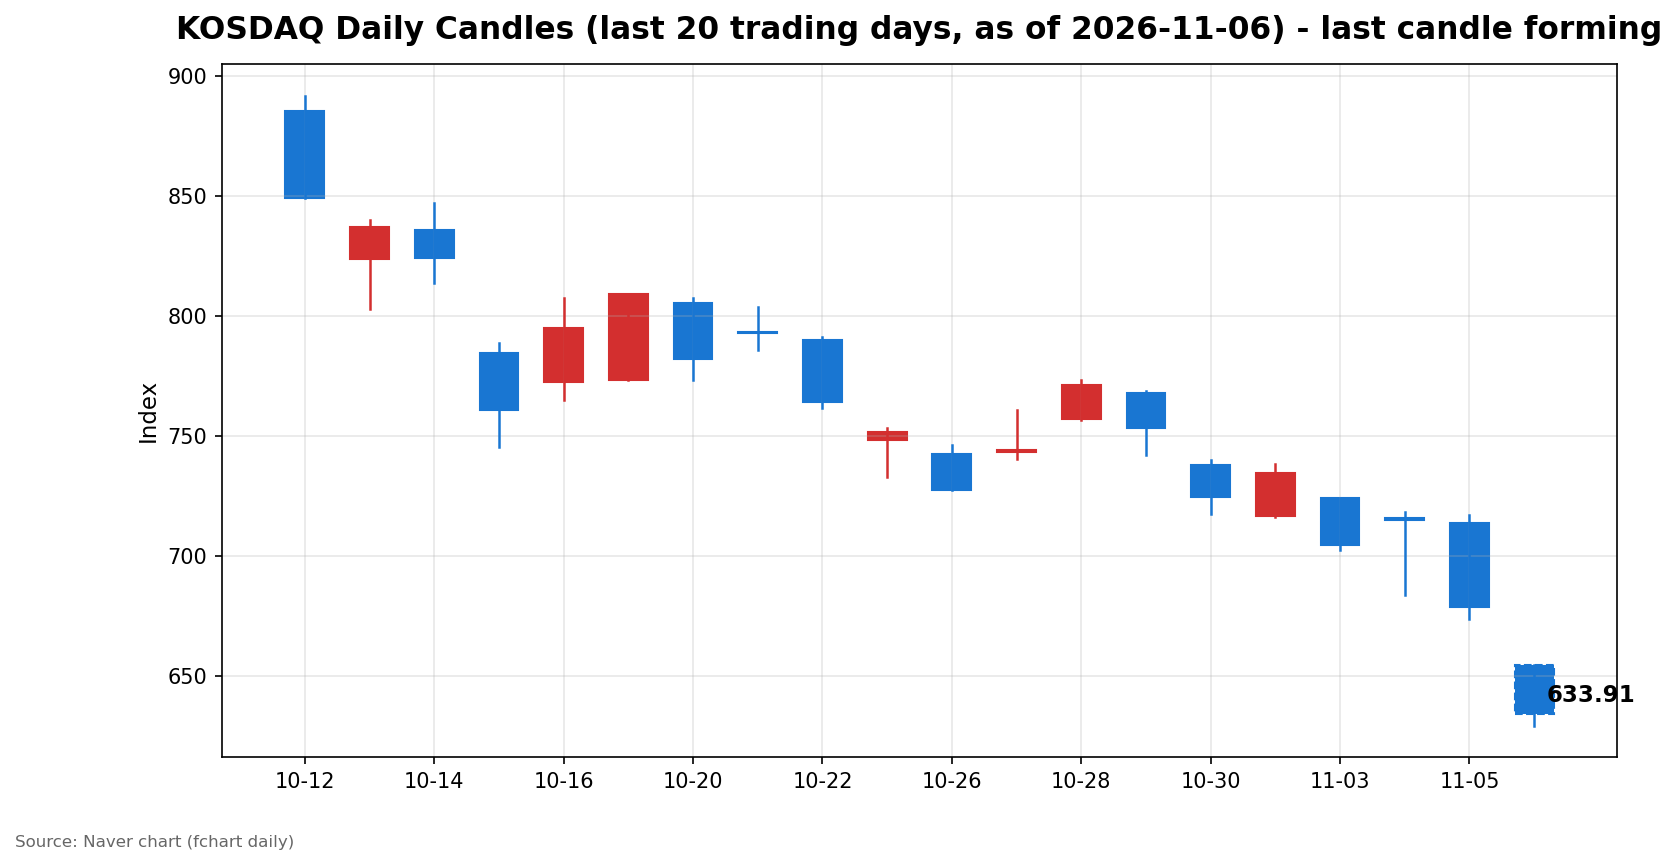 KOSDAQ Daily Candles (last 20 trading days, as of 2026-11-06) - last candle forming
900
850
800
750
700
650
Index
633.91
10-12 10-14 10-16 10-20 10-22 10-26 10-28 10-30 11-03 11-05
Source: Naver chart (fchart daily)